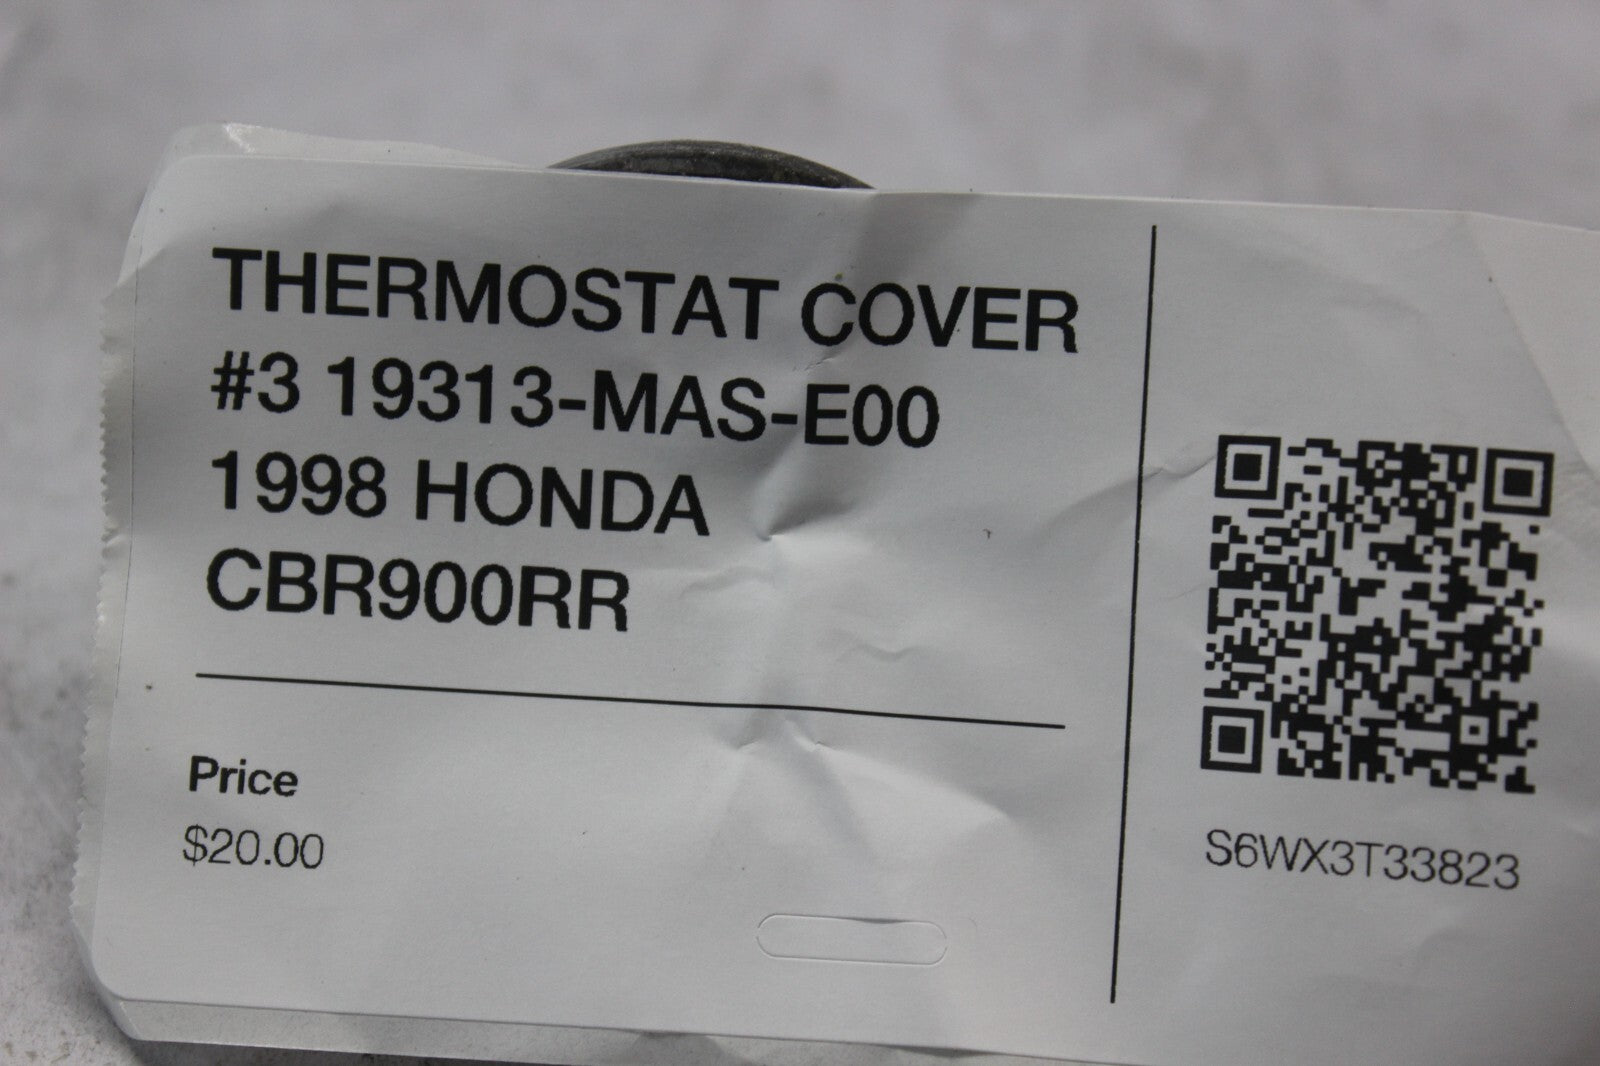 THERMOSTAT COVER
#3 19313-MAS-E00
1998 HONDA
CBR900RR
Price
$20.00
S6WX3T33823